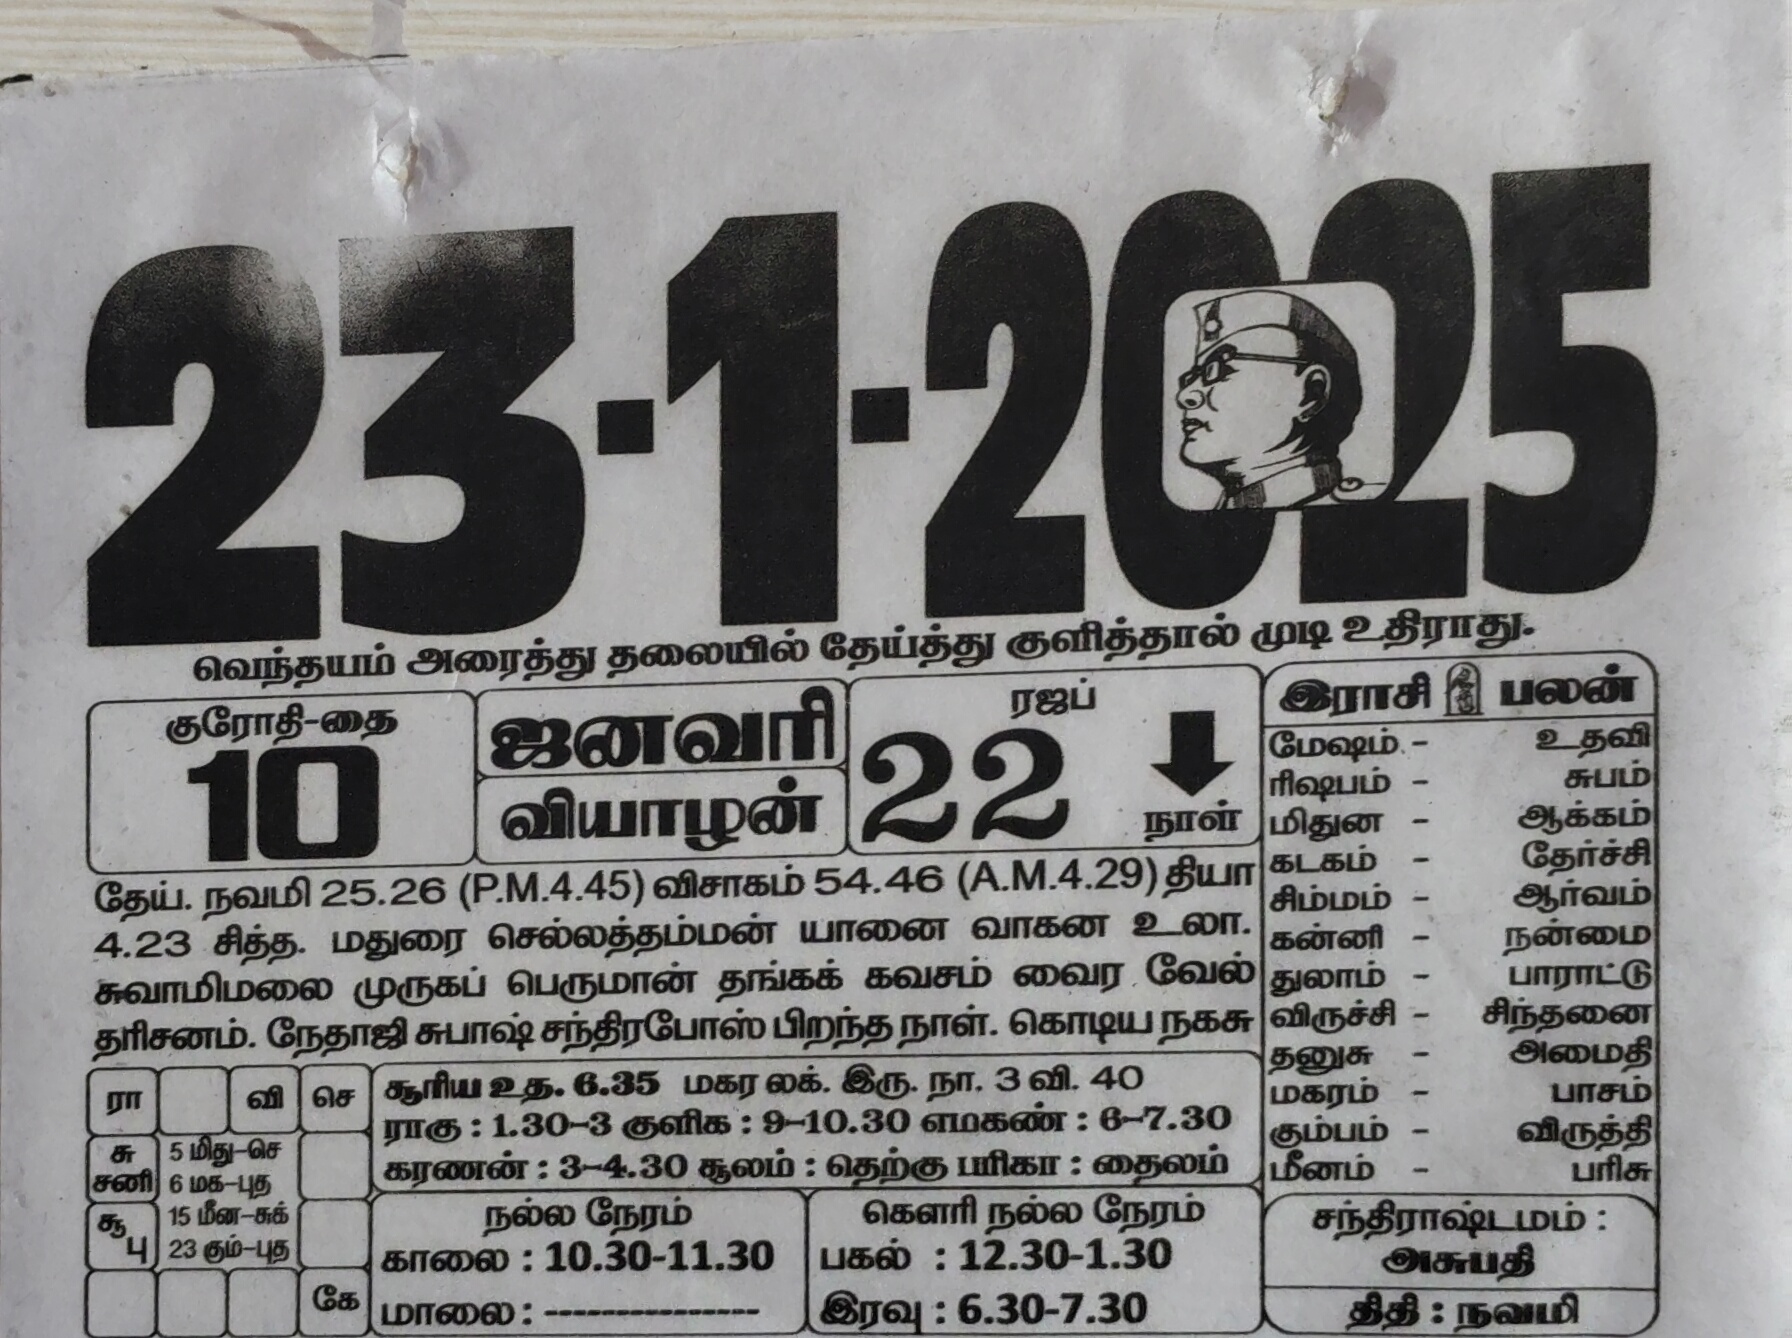 23-1-2025
வெந்தயம் அரைத்து தலையில் தேய்த்து குளித்தால் முடி உதிராது.
குரோதி-தை
10
ஜனவரி
வியாழன்
ரஜப்
22
நாள்
தேய். நவமி 25.26 (P.M.4.45) விசாகம் 54.46 (A.M.4.29) தியா
4.23 சித்த. மதுரை செல்லத்தம்மன் யானை வாகன உலா.
சுவாமிமலை முருகப் பெருமான் தங்கக் கவசம் வைர வேல்
தரிசனம். நேதாஜி சுபாஷ் சந்திரபோஸ் பிறந்த நாள். கொடிய நகசு
ரா வி செ
சு
சனி
சூ
பு
கே
5 மிது-செ
6 மக-புத
15 மீன-சுக்
23 கும்-புத
சூரிய உத. 6.35 மகர லக். இரு. நா. 3 வி. 40
ராகு : 1.30-3 குளிக : 9-10.30 எமகண் : 6-7.30
கரணன் : 3-4.30 சூலம் : தெற்கு பரிகா : தைலம்
நல்ல நேரம்
காலை : 10.30-11.30
மாலை : ---------------
கௌரி நல்ல நேரம்
பகல் : 12.30-1.30
இரவு : 6.30-7.30
இராசி பலன்
மேஷம் - உதவி
ரிஷபம் - சுபம்
மிதுன - ஆக்கம்
கடகம் - தேர்ச்சி
சிம்மம் - ஆர்வம்
கன்னி - நன்மை
துலாம் - பாராட்டு
விருச்சி - சிந்தனை
தனுசு - அமைதி
மகரம் - பாசம்
கும்பம் - விருத்தி
மீனம் - பரிசு
சந்திராஷ்டமம் :
அசுபதி
திதி : நவமி